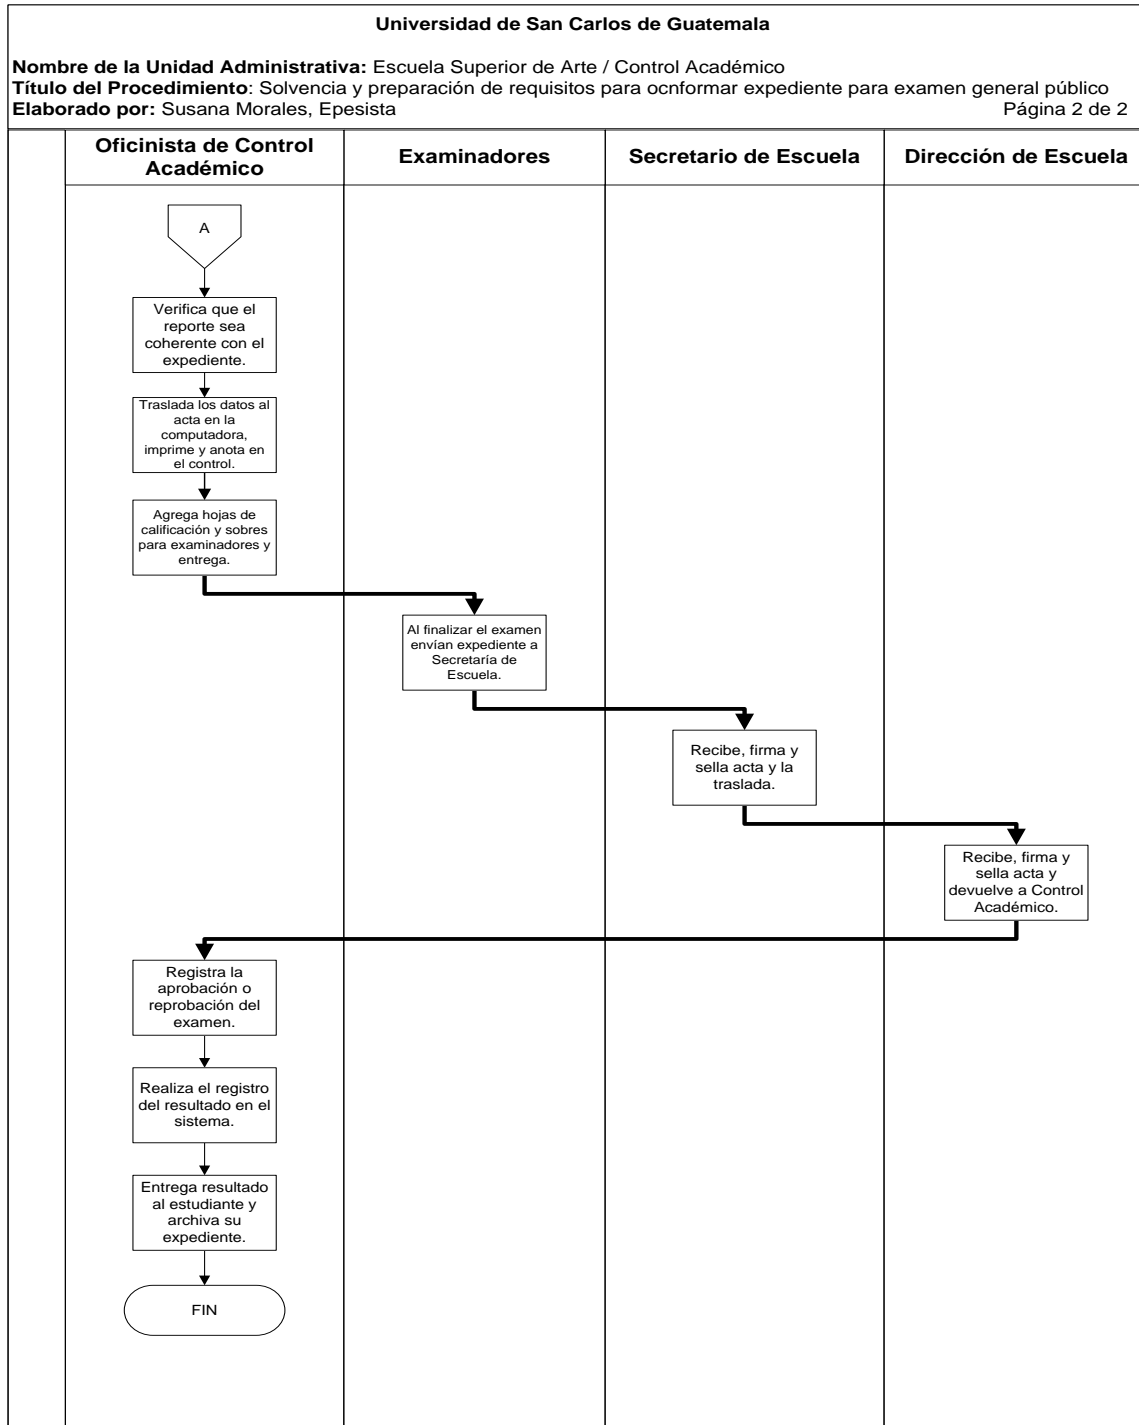 Universidad de San Carlos de Guatemala
Nombre de la Unidad Administrativa: Escuela Superior de Arte / Control Académico
Título del Procedimiento: Solvencia y preparación de requisitos para ocnformar expediente para examen general público
Elaborado por: Susana Morales, Epesista Página 2 de 2
Oficinista de Control
Académico
Examinadores
Secretario de Escuela
Dirección de Escuela
A
Verifica que el
reporte sea
coherente con el
expediente.
Traslada los datos al
acta en la
computadora,
imprime y anota en
el control.
Agrega hojas de
calificación y sobres
para examinadores y
entrega.
Al finalizar el examen
envían expediente a
Secretaría de
Escuela.
Recibe, firma y
sella acta y la
traslada.
Recibe, firma y
sella acta y
devuelve a Control
Académico.
Registra la
aprobación o
reprobación del
examen.
Realiza el registro
del resultado en el
sistema.
Entrega resultado
al estudiante y
archiva su
expediente.
FIN